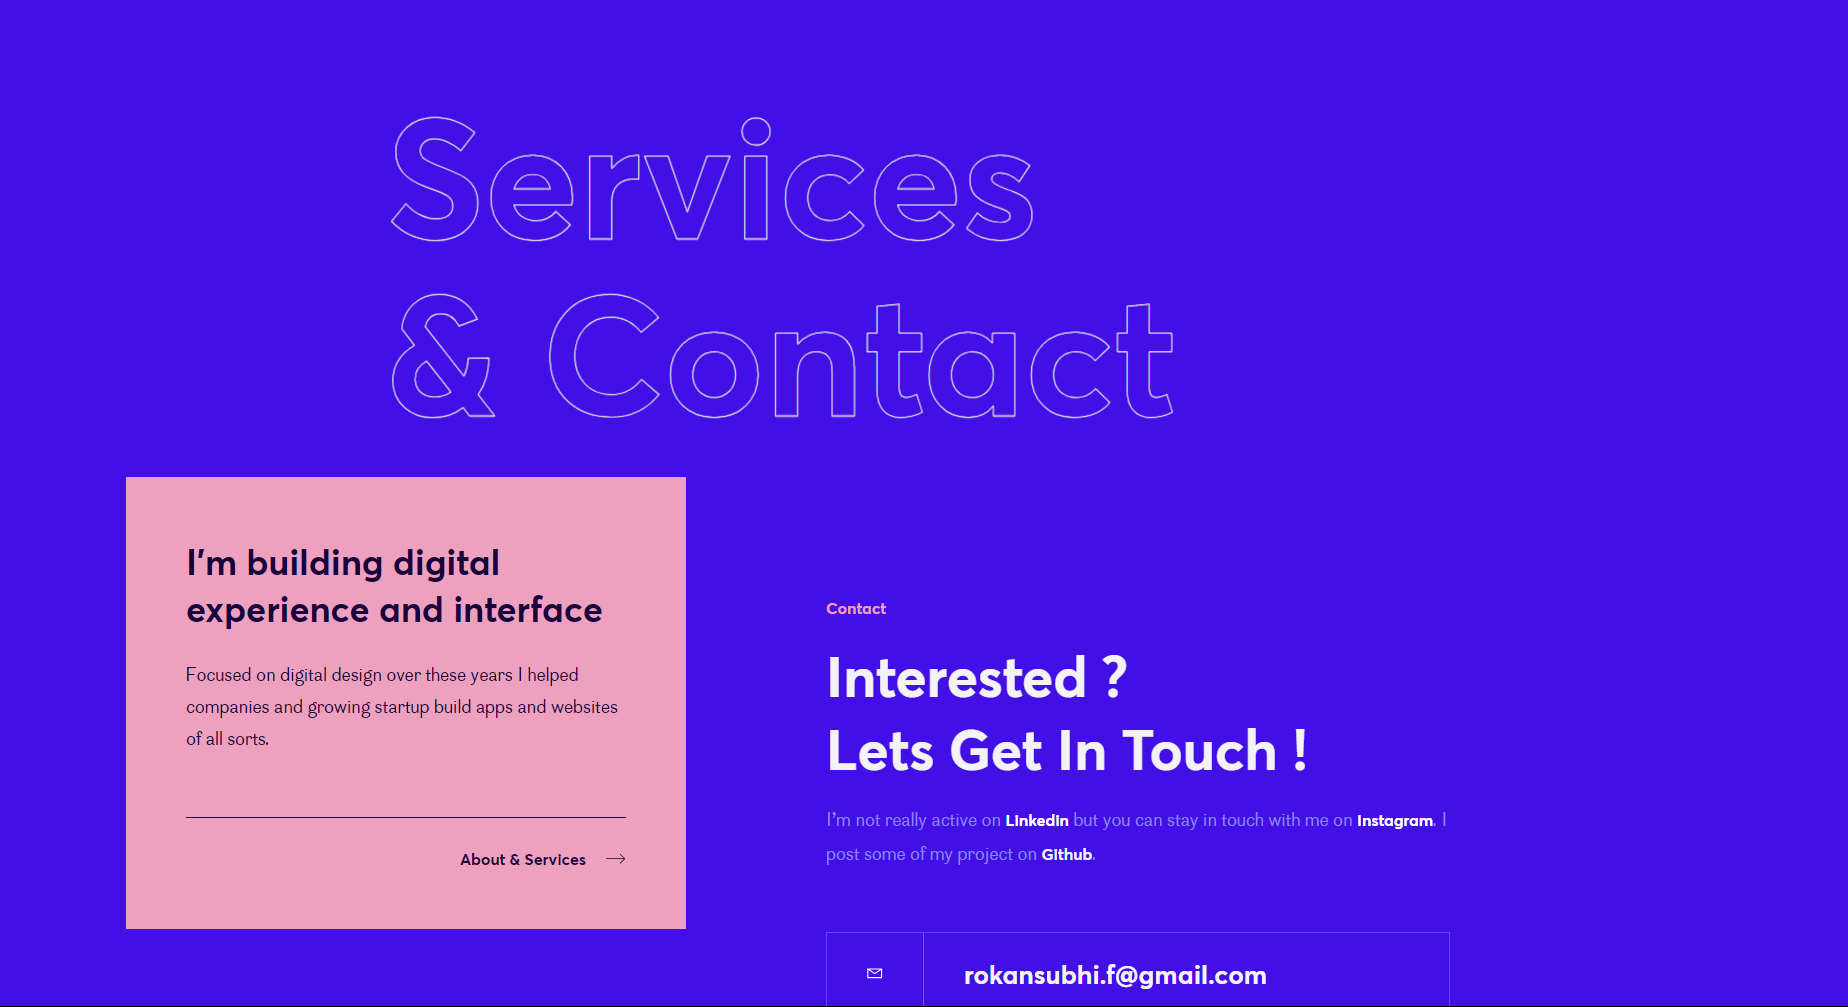 Services
& Contact
I'm building digital
experience and interface
Focused on digital design over these years I helped
companies and growing startup build apps and websites
of all sorts.
About & Services
Contact
Interested ?
Lets Get In Touch !
I'm not really active on LinkedIn but you can stay in touch with me on Instagram. I
post some of my project on Github.
rokansubhi.f@gmail.com